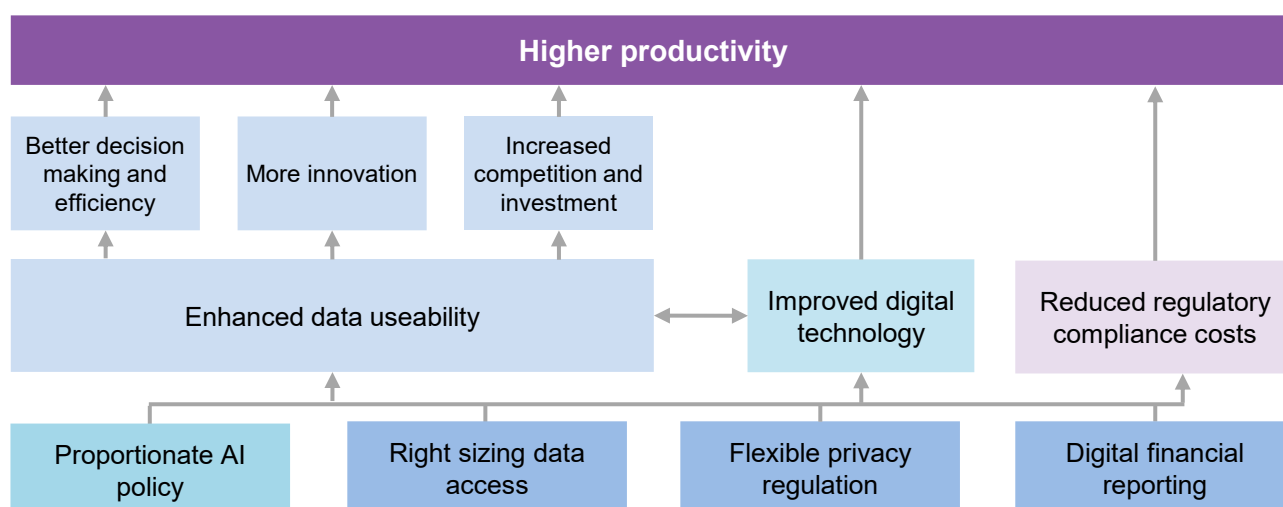 Higher productivity
Better decision
making and
efficiency
More innovation
Increased
competition and
investment
Enhanced data useability
Improved digital
technology
Reduced regulatory
compliance costs
Proportionate AI
policy
Right sizing data
access
Flexible privacy
regulation
Digital financial
reporting